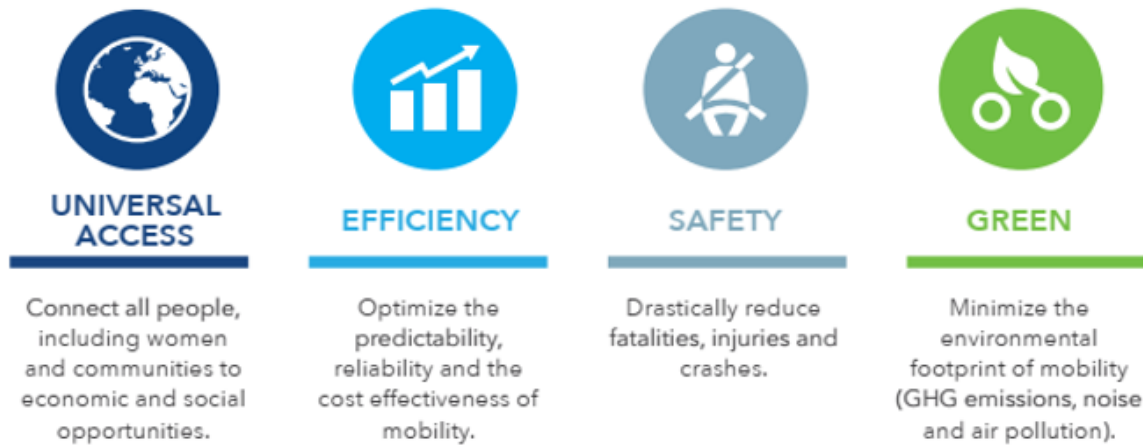 UNIVERSAL
ACCESS
Connect all people,
including women
and communities to
economic and social
opportunities.
EFFICIENCY
Optimize the
predictability,
reliability and the
cost effectiveness of
mobility.
SAFETY
Drastically reduce
fatalities, injuries and
crashes.
GREEN
Minimize the
environmental
footprint of mobility
(GHG emissions, noise
and air pollution).